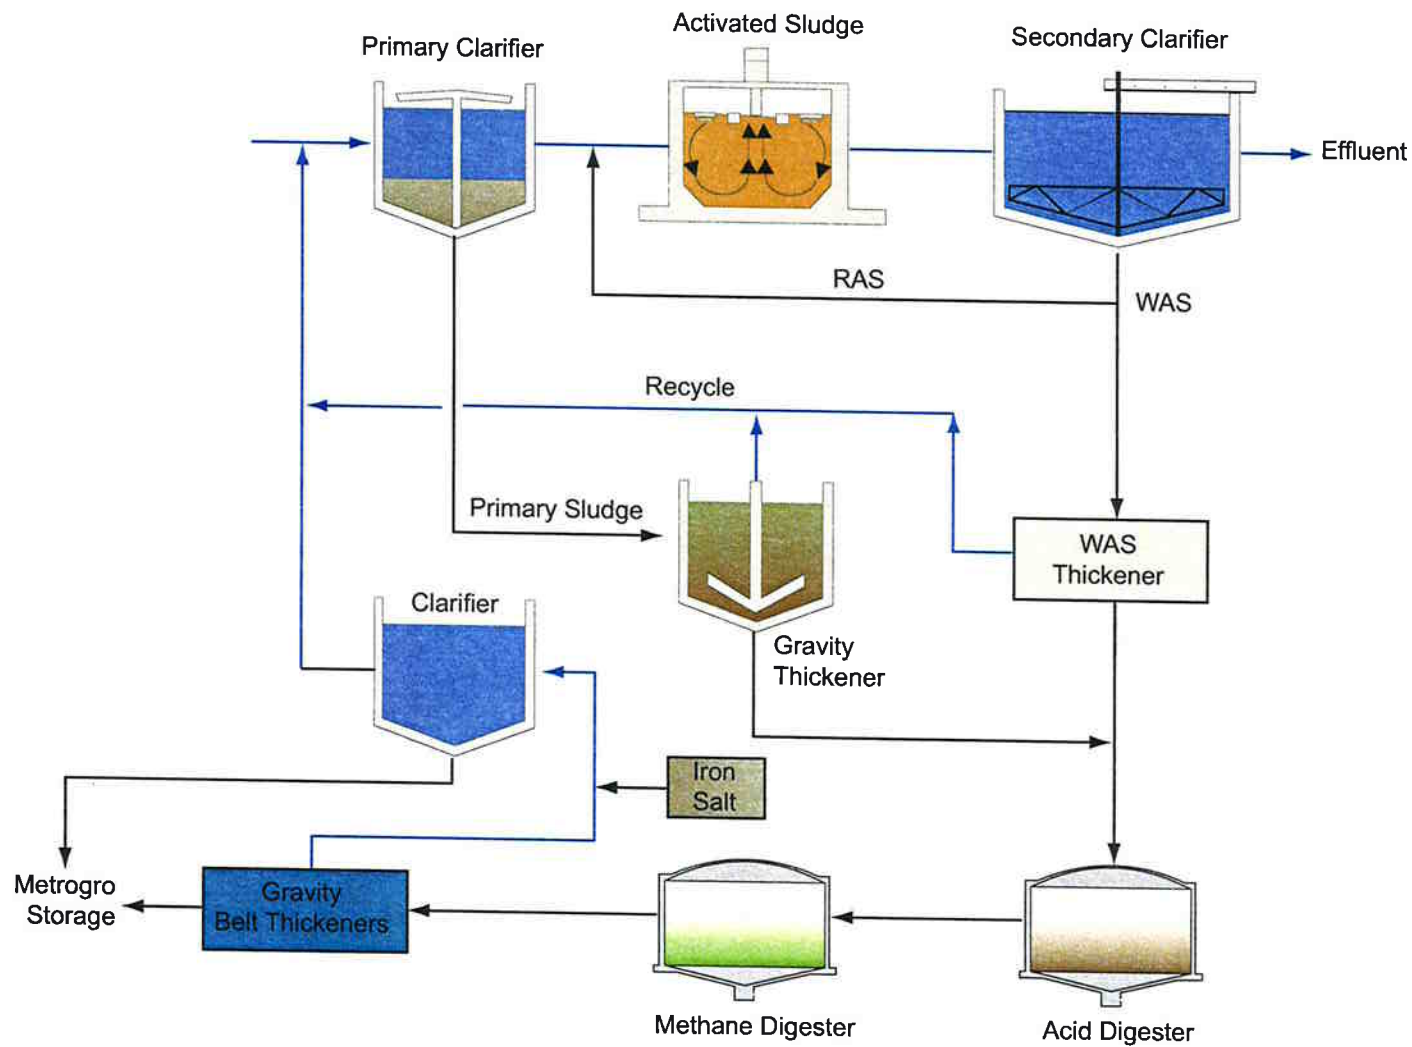 Primary Clarifier
Activated Sludge
Secondary Clarifier
Effluent
RAS
WAS
Recycle
Primary Sludge
WAS
Thickener
Clarifier
Gravity
Thickener
Iron
Salt
Metrogro
Storage
Gravity
Belt Thickeners
Methane Digester
Acid Digester